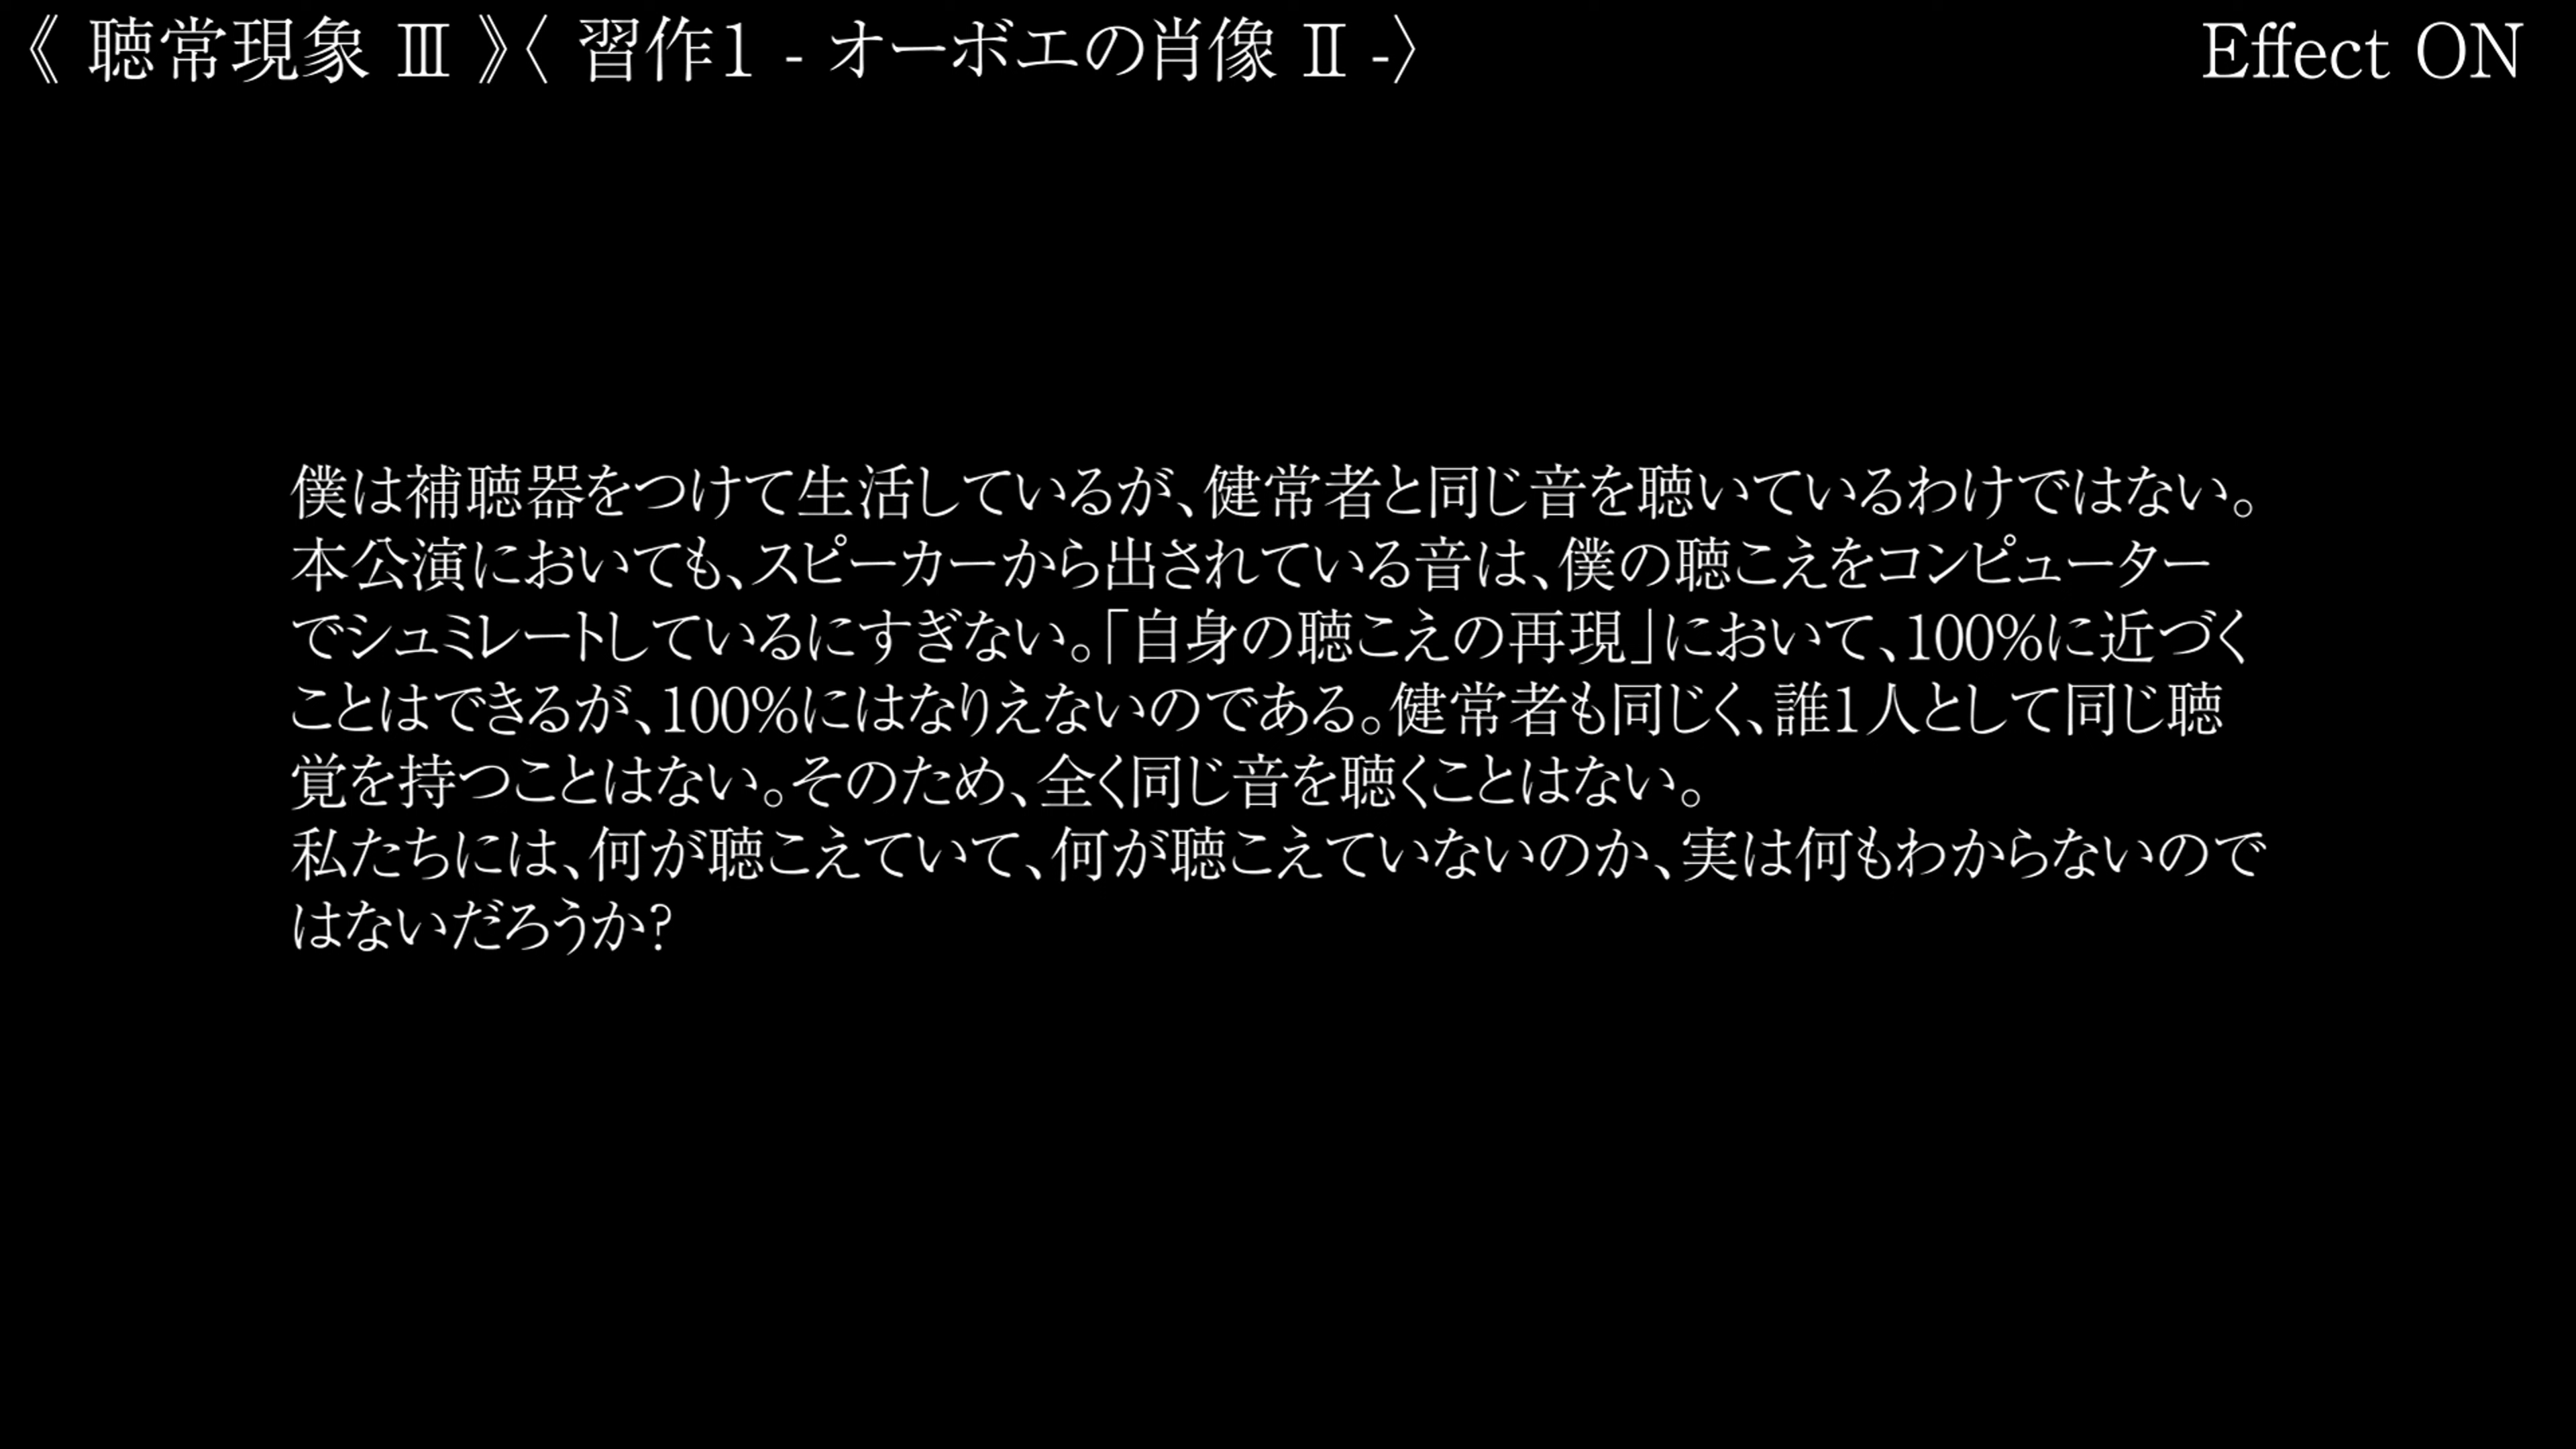 《 聴常現象 Ⅲ 》〈 習作1 - オーボエの肖像 Ⅱ -〉
Effect ON
僕は補聴器をつけて生活しているが、健常者と同じ音を聴いているわけではない。
本公演においても、スピーカーから出されている音は、僕の聴こえをコンピューター
でシュミレートしているにすぎない。「自身の聴こえの再現」において、100%に近づく
ことはできるが、100%にはなりえないのである。健常者も同じく、誰1人として同じ聴
覚を持つことはない。そのため、全く同じ音を聴くことはない。
私たちには、何が聴こえていて、何が聴こえていないのか、実は何もわからないので
はないだろうか?